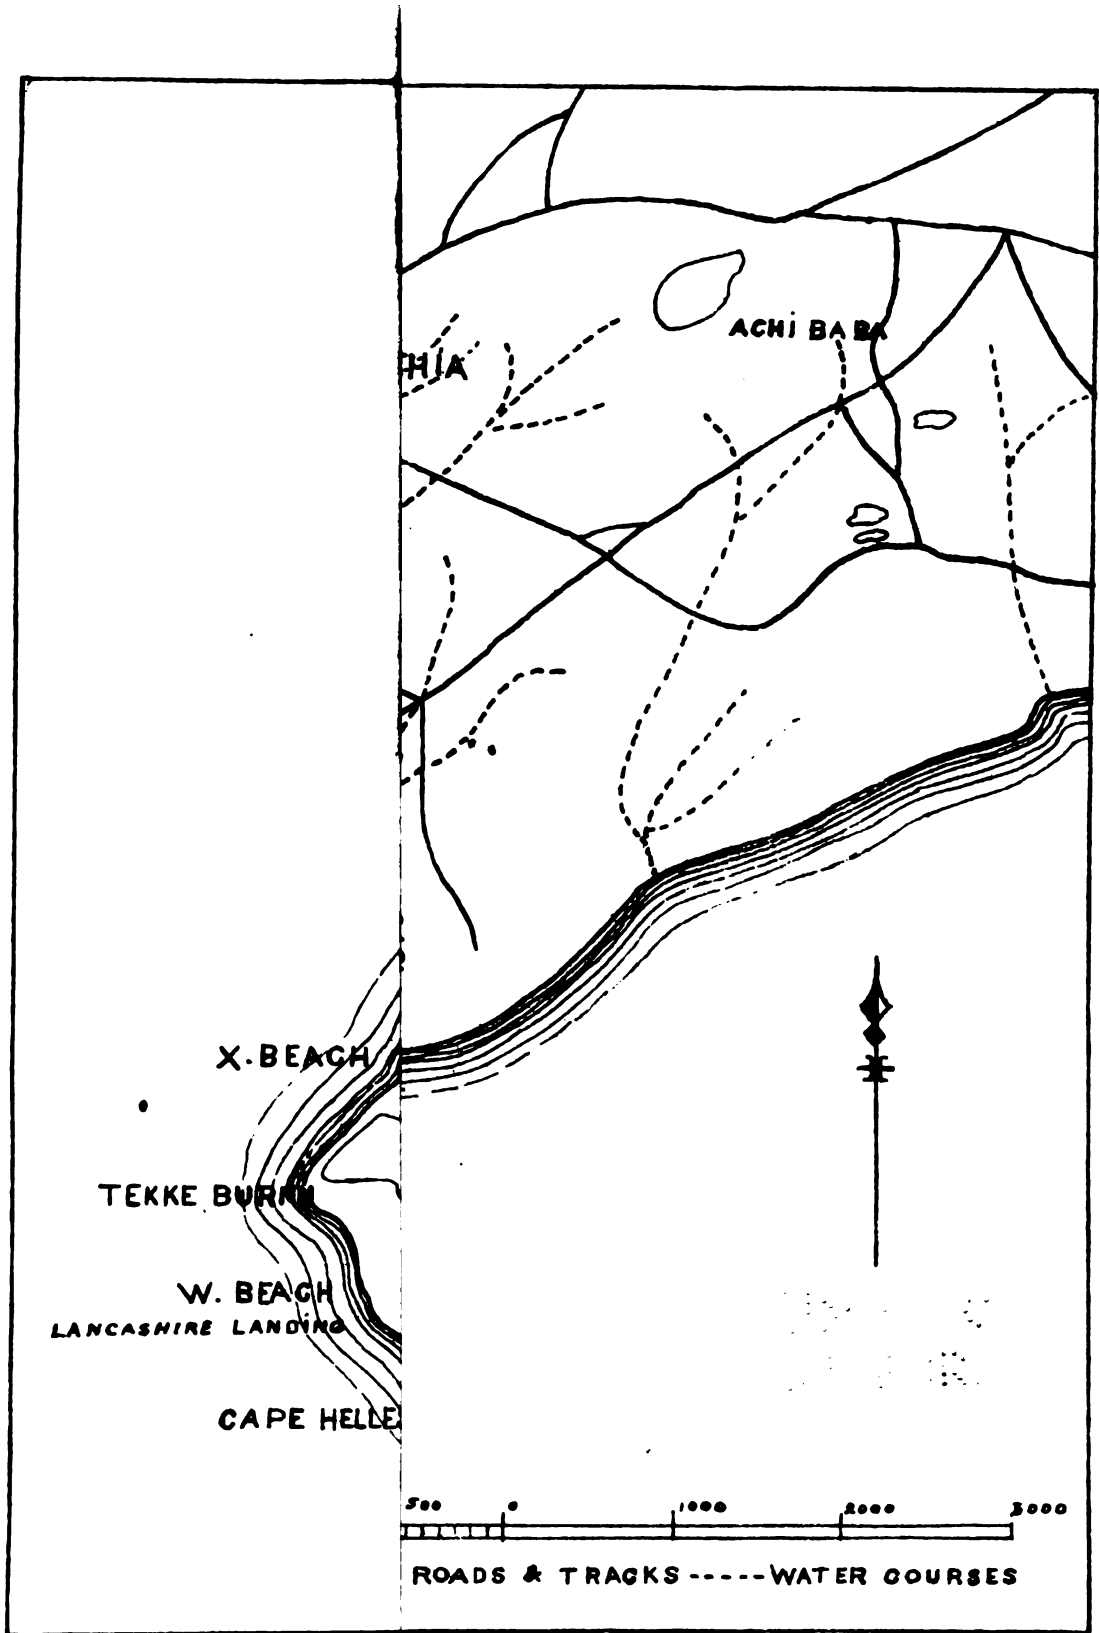 ACHI BABA
HIA
X. BEACH
TEKKE BURNU
W. BEACH
LANCASHIRE LANDING
CAPE HELLE
500 0 1000 2000 3000
ROADS & TRACKS ----- WATER COURSES